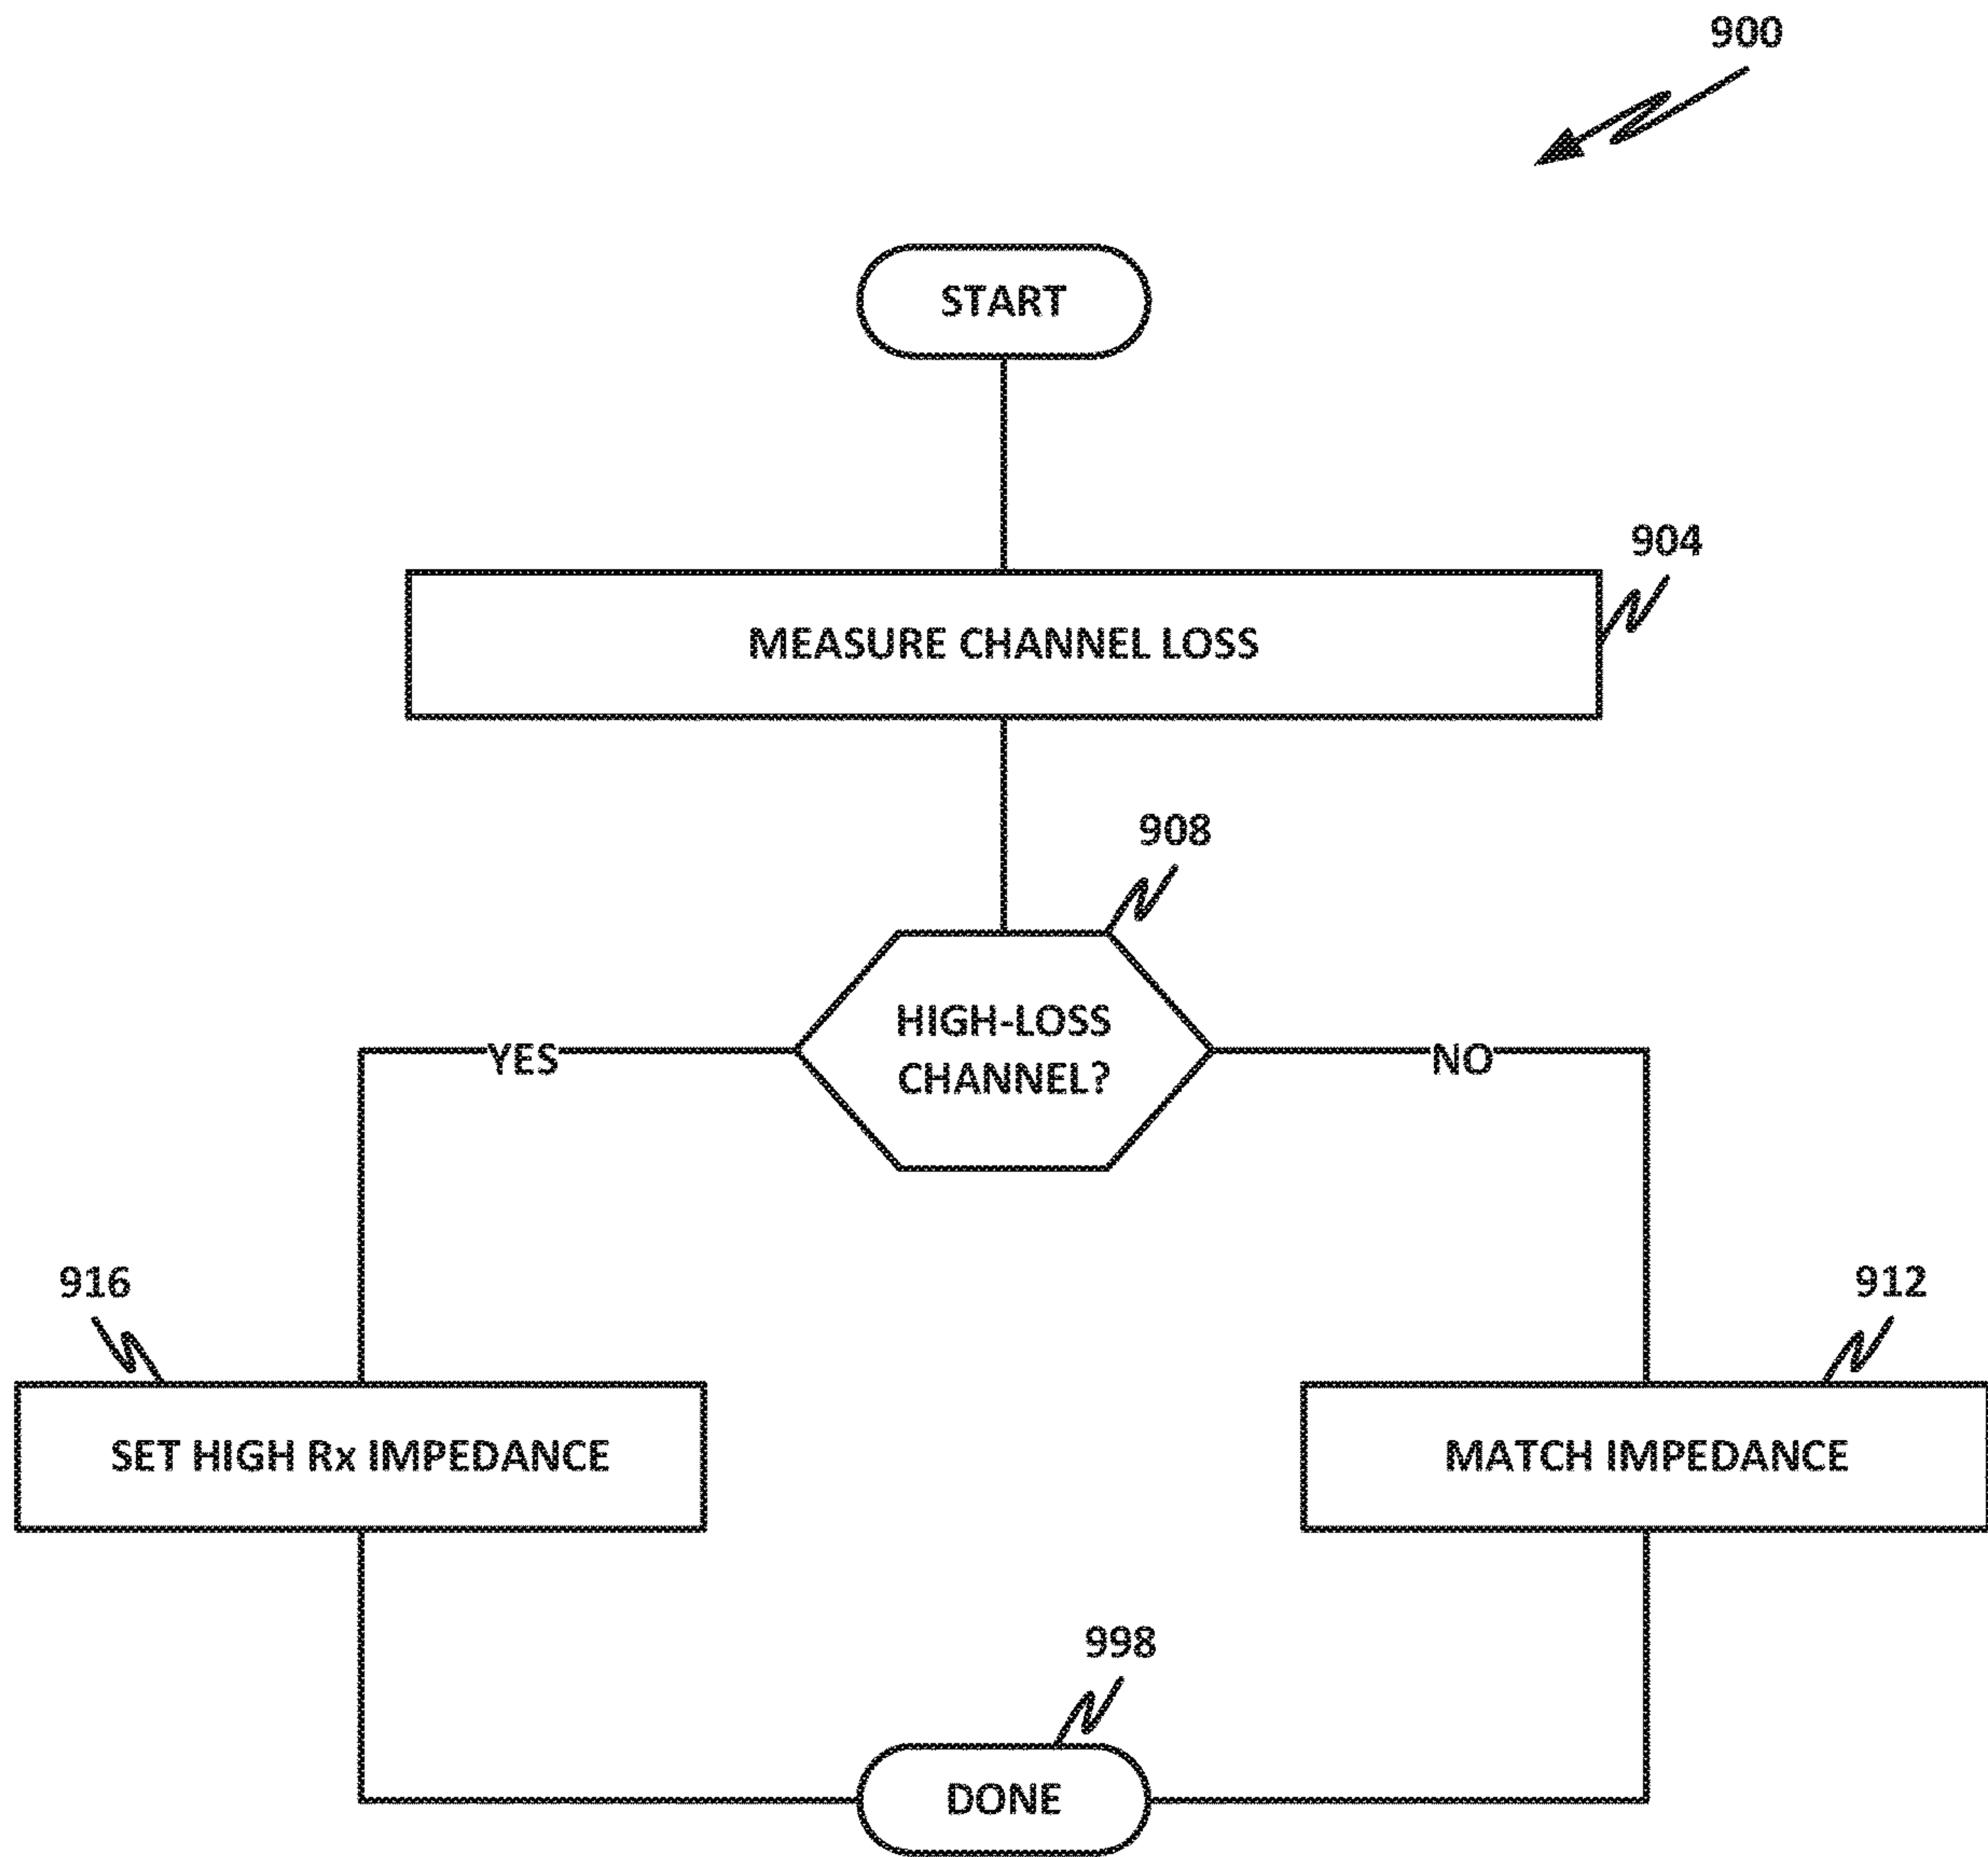 900
START
904
MEASURE CHANNEL LOSS
908
HIGH-LOSS
CHANNEL?
YES
NO
916
912
SET HIGH Rx IMPEDANCE
MATCH IMPEDANCE
998
DONE